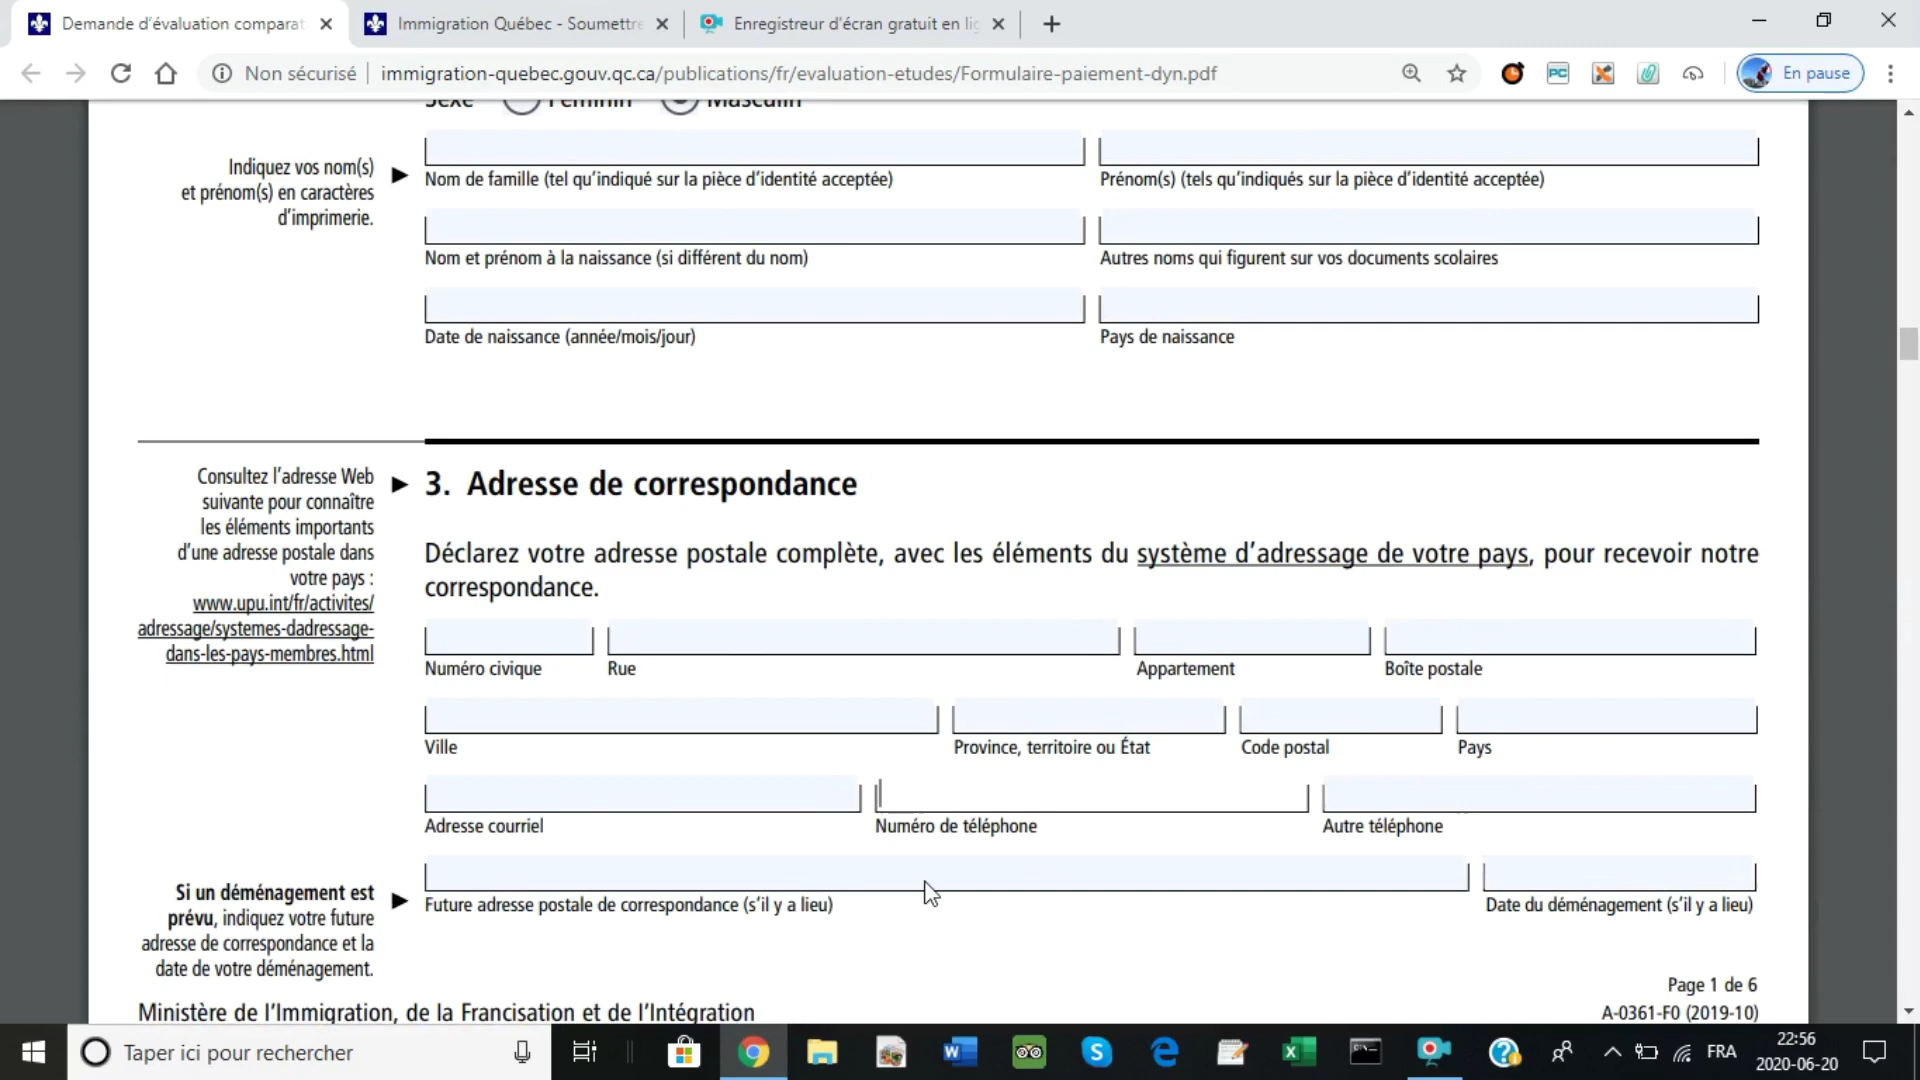 Demande d'évaluation comparat
Immigration Québec - Soumettre
Enregistreur d'écran gratuit en lig
Non sécurisé
immigration-quebec.gouv.qc.ca/publications/fr/evaluation-etudes/Formulaire-paiement-dyn.pdf
PC
En pause
Sexe Féminin Masculin
Indiquez vos nom(s)
et prénom(s) en caractères
d'imprimerie.
Nom de famille (tel qu'indiqué sur la pièce d'identité acceptée)
Prénom(s) (tels qu'indiqués sur la pièce d'identité acceptée)
Nom et prénom à la naissance (si différent du nom)
Autres noms qui figurent sur vos documents scolaires
Date de naissance (année/mois/jour)
Pays de naissance
Consultez l'adresse Web
suivante pour connaître
les éléments importants
d'une adresse postale dans
votre pays :
www.upu.int/fr/activites/
adressage/systemes-dadressage-
dans-les-pays-membres.html
3. Adresse de correspondance
Déclarez votre adresse postale complète, avec les éléments du système d'adressage de votre pays, pour recevoir notre
correspondance.
Numéro civique
Rue
Appartement
Boîte postale
Ville
Province, territoire ou État
Code postal
Pays
Adresse courriel
Numéro de téléphone
Autre téléphone
Si un déménagement est
prévu, indiquez votre future
adresse de correspondance et la
date de votre déménagement.
Future adresse postale de correspondance (s'il y a lieu)
Date du déménagement (s'il y a lieu)
Page 1 de 6
Ministère de l'Immigration, de la Francisation et de l'Intégration
A-0361-F0 (2019-10)
Taper ici pour rechercher
FRA
22:56
2020-06-20